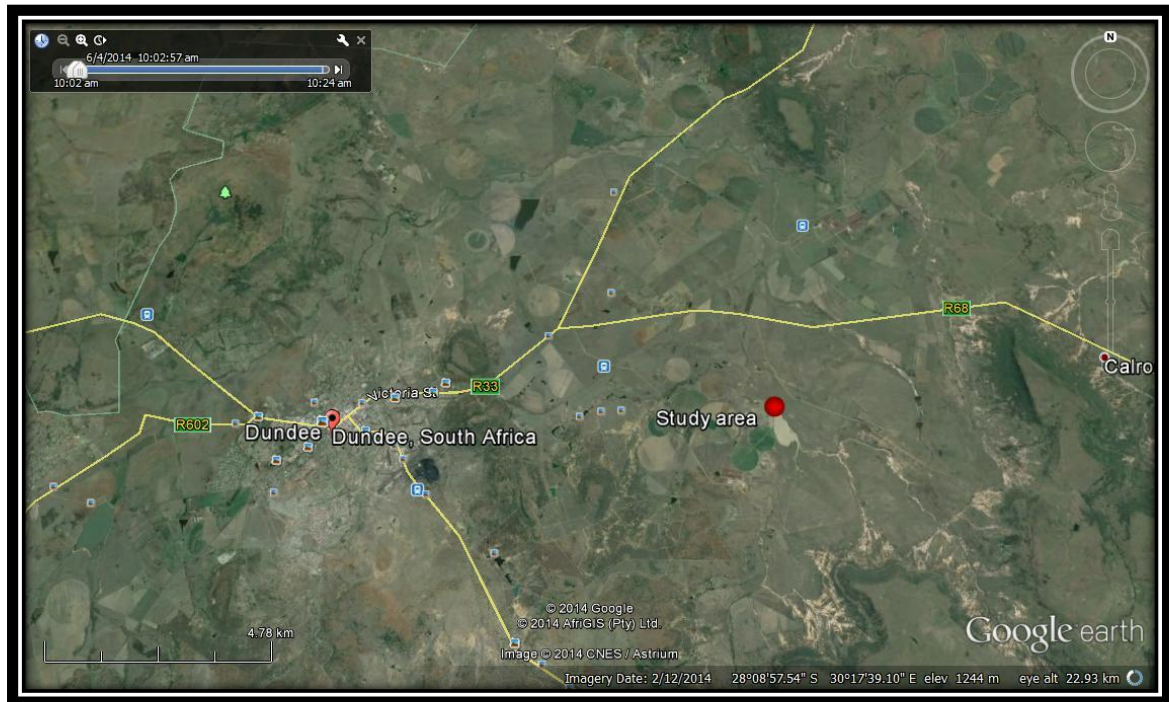 6/4/2014 10:02:57 am
10:02 am
10:24 am
N
R68
Calro
Victoria St
R33
Study area
R602
Dundee
Dundee, South Africa
4.78 km
© 2014 Google
© 2014 AfriGIS (Pty) Ltd.
Image © 2014 CNES / Astrium
Google earth
Imagery Date: 2/12/2014 28°08'57.54" S 30°17'39.10" E elev 1244 m eye alt 22.93 km